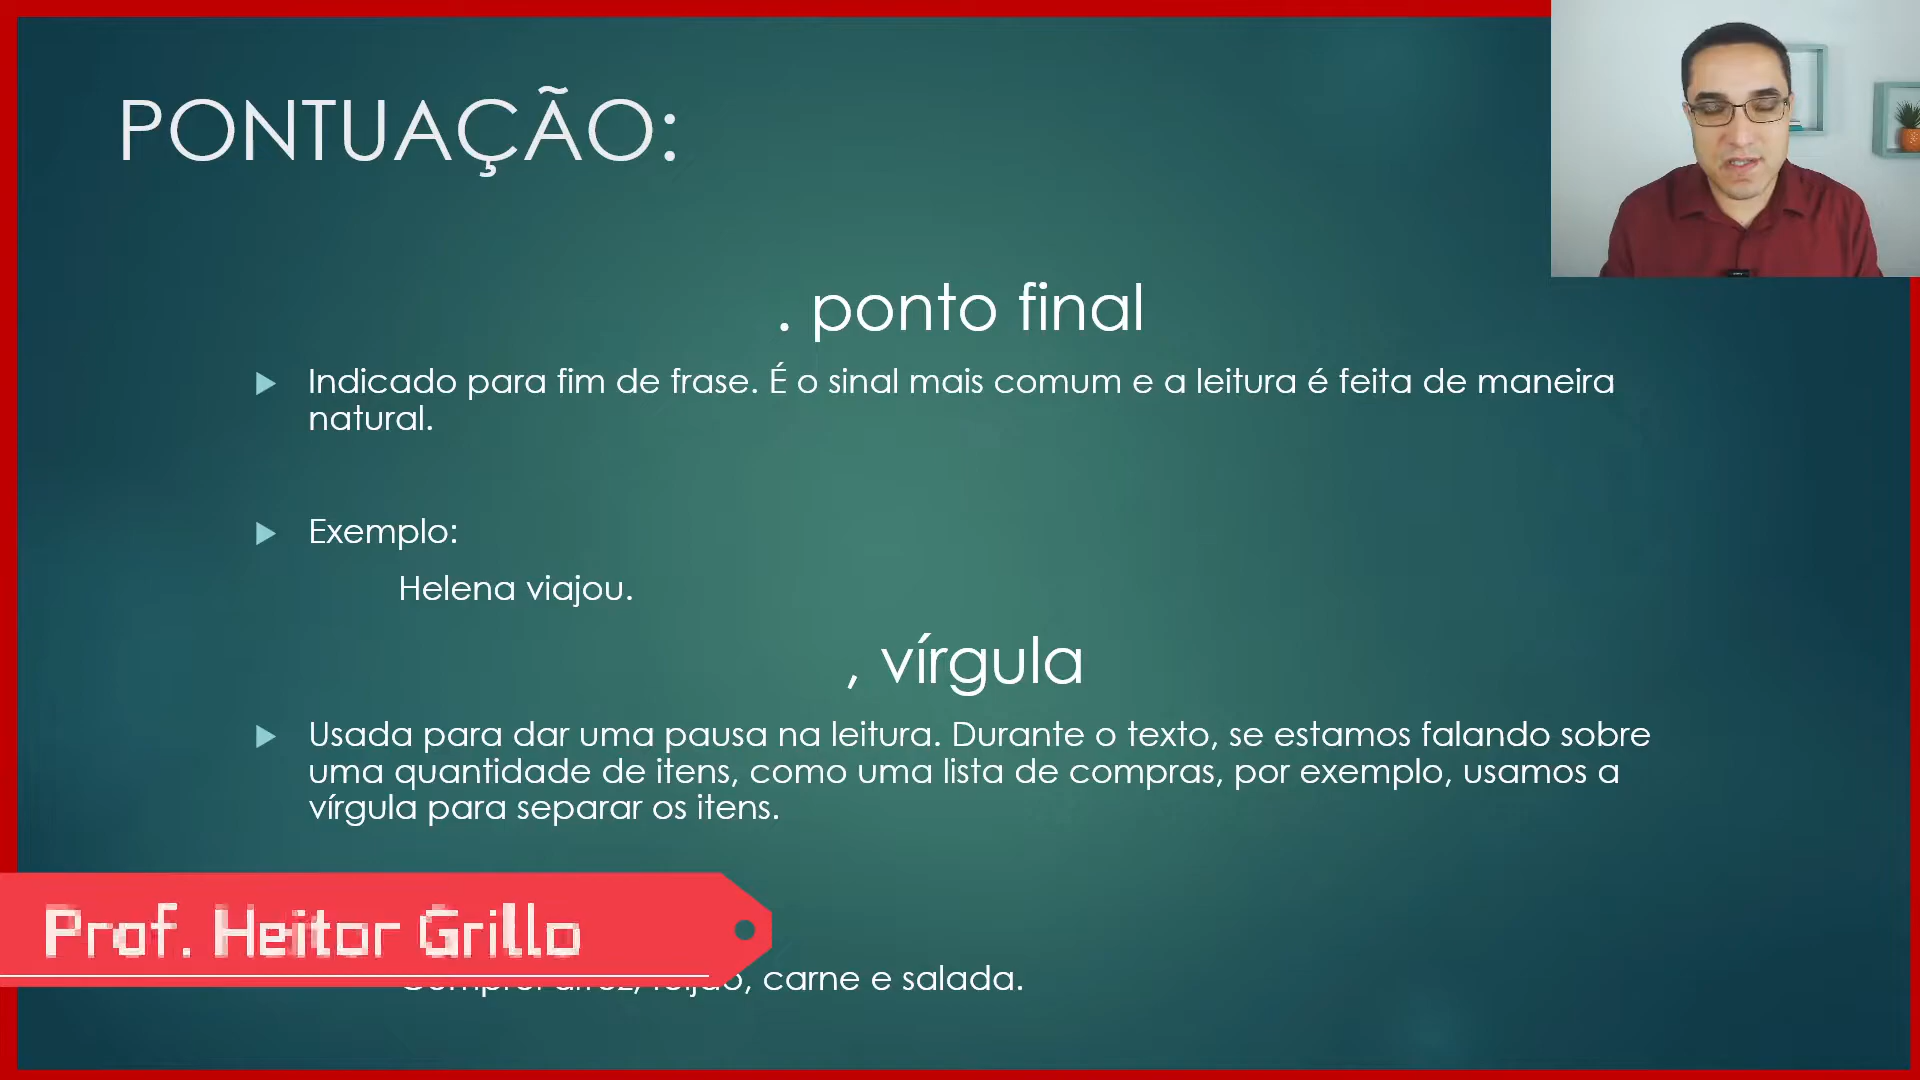 PONTUAÇÃO:
. ponto final
Indicado para fim de frase. É o sinal mais comum e a leitura é feita de maneira
natural.
Exemplo:
Helena viajou.
, vírgula
Usada para dar uma pausa na leitura. Durante o texto, se estamos falando sobre
uma quantidade de itens, como uma lista de compras, por exemplo, usamos a
vírgula para separar os itens.
Prof. Heitor Grillo
carne e salada.